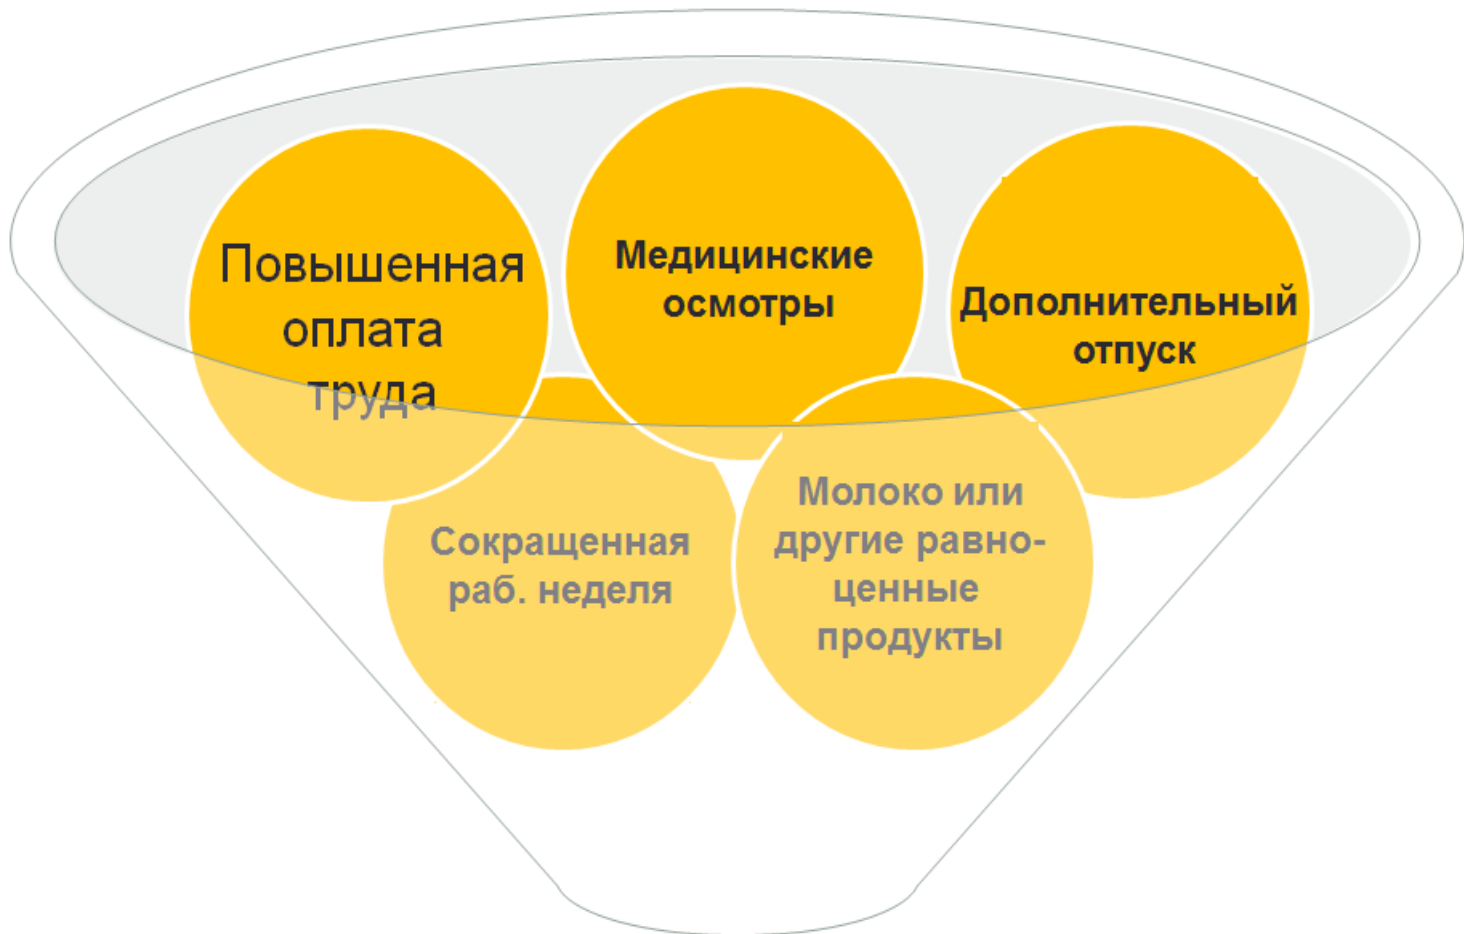 Повышенная
оплата
труда
Медицинские
осмотры
Дополнительный
отпуск
Сокращенная
раб. неделя
Молоко или
другие равно-
ценные
продукты